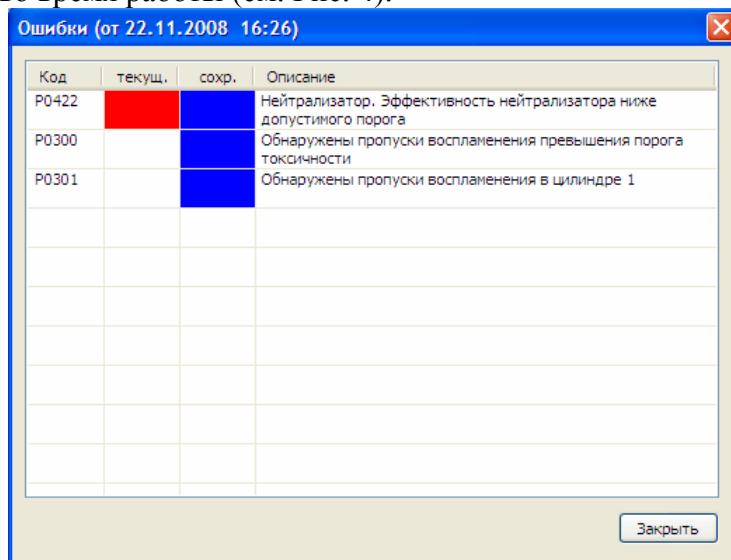 время работы (см. Рис. 4).
Ошибки (от 22.11.2008 16:26)
Код текущ. сохр. Описание
P0422 Нейтрализатор. Эффективность нейтрализатора ниже
допустимого порога
P0300 Обнаружены пропуски воспламенения превышения порога
токсичности
P0301 Обнаружены пропуски воспламенения в цилиндре 1
Закрыть